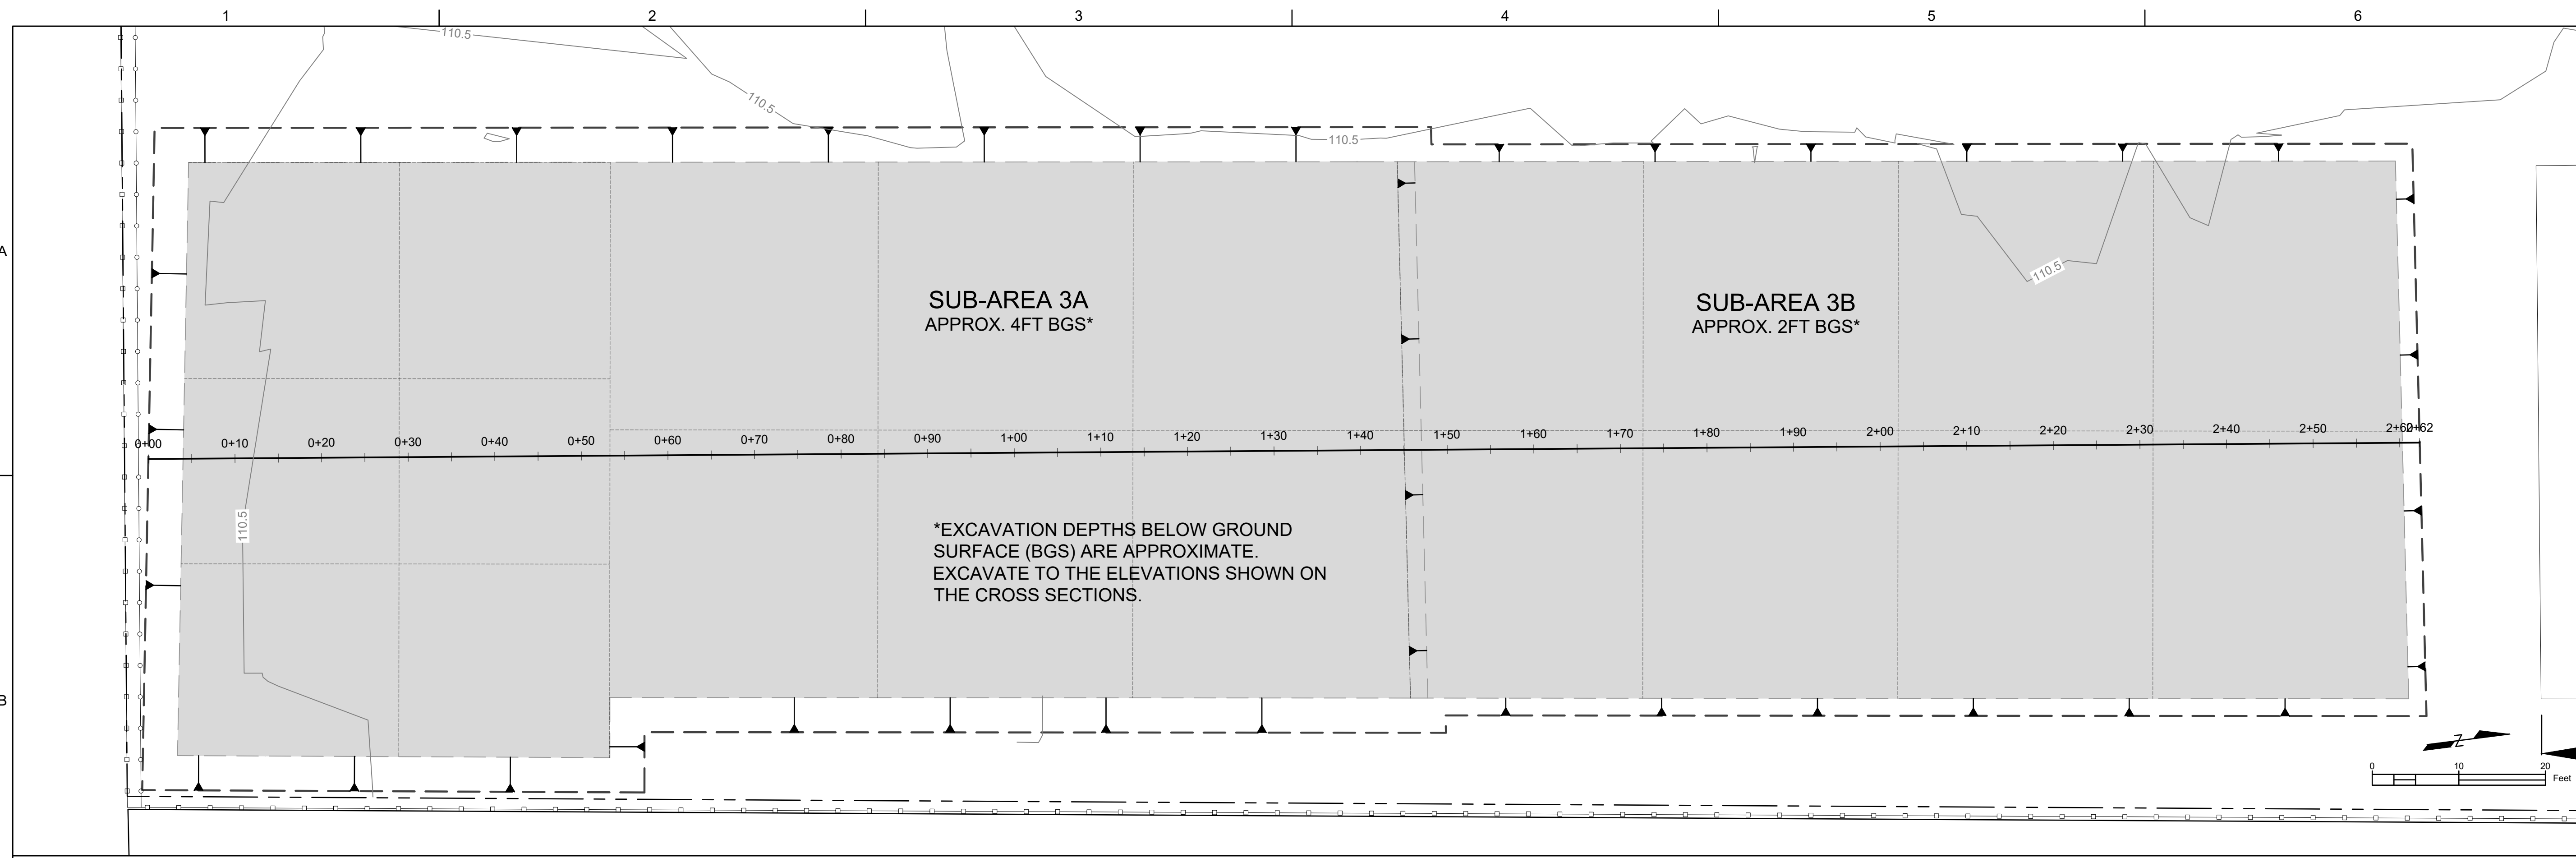 1 2 3 4 5 6
110.5
110.5
110.5
A
SUB-AREA 3A
APPROX. 4FT BGS*
SUB-AREA 3B
APPROX. 2FT BGS*
110.5
0+00 0+10 0+20 0+30 0+40 0+50 0+60 0+70 0+80 0+90 1+00 1+10 1+20 1+30 1+40 1+50 1+60 1+70 1+80 1+90 2+00 2+10 2+20 2+30 2+40 2+50 2+60 2+62
110.5
*EXCAVATION DEPTHS BELOW GROUND
SURFACE (BGS) ARE APPROXIMATE.
EXCAVATE TO THE ELEVATIONS SHOWN ON
THE CROSS SECTIONS.
B
Z
0 10 20
Feet